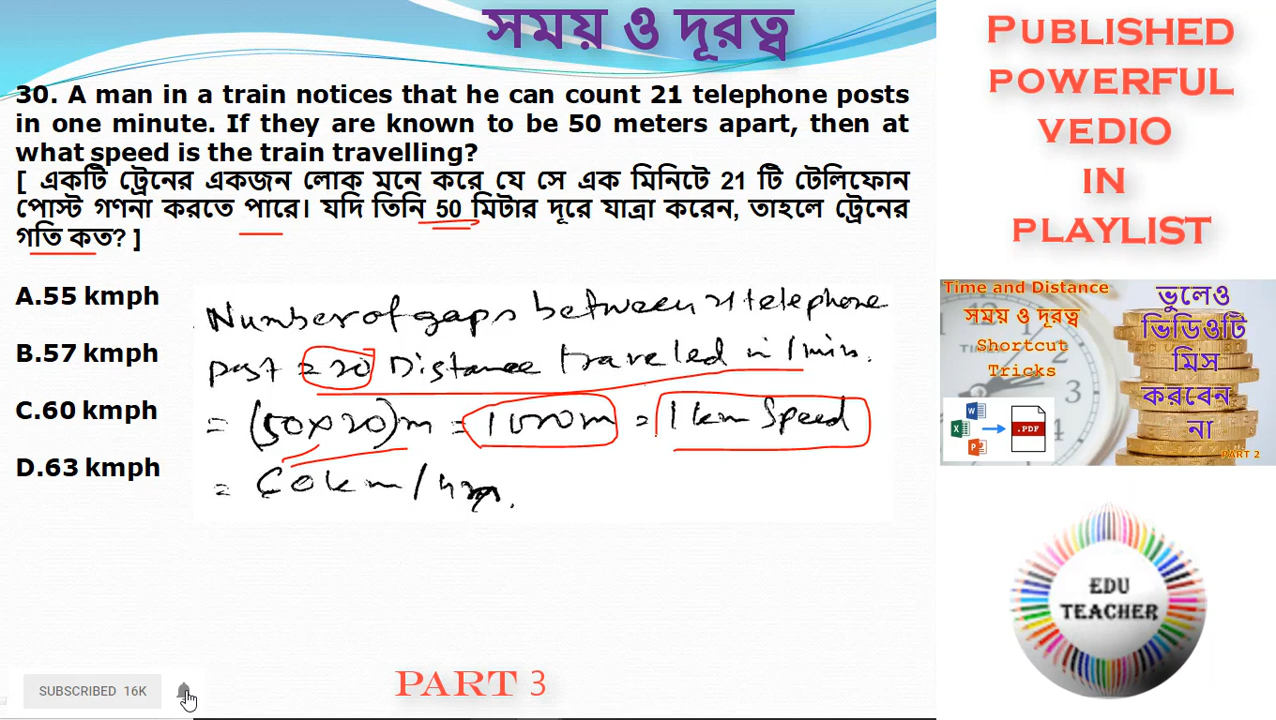 সময় ও দূরত্ব
30. A man in a train notices that he can count 21 telephone posts
in one minute. If they are known to be 50 meters apart, then at
what speed is the train travelling?
[ একটি ট্রেনের একজন লোক মনে করে যে সে এক মিনিটে 21 টি টেলিফোন
পোস্ট গণনা করতে পারে। যদি তিনি 50 মিটার দূরে যাত্রা করেন, তাহলে ট্রেনের
গতি কত? ]
A.55 kmph
B.57 kmph
C.60 kmph
D.63 kmph
Number of gaps between 21 telephone
post = 20 Distance traveled in 1 min.
= (50×20)m = 1000m = 1 km Speed
= 60km/
PART 3
SUBSCRIBED 16K
PUBLISHED
POWERFUL
VEDIO
IN
PLAYLIST
Time and Distance
সময় ও দূরত্ব
Shortcut
Tricks
ভুলেও
ভিডিওটি
মিস
করবেন
না
PART 2
W
X
P
.PDF
EDU
TEACHER